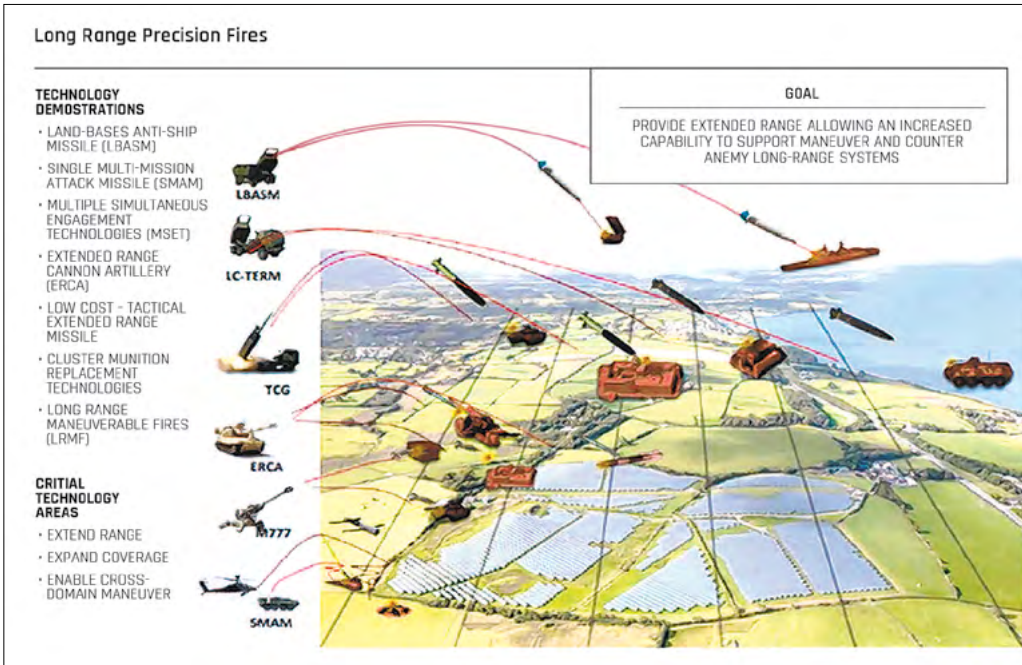 Long Range Precision Fires
TECHNOLOGY
DEMOSTRATIONS
• LAND-BASES ANTI-SHIP
MISSILE (LBASM)
• SINGLE MULTI-MISSION
ATTACK MISSILE (SMAM)
• MULTIPLE SIMULTANEOUS
ENGAGEMENT
TECHNOLOGIES (MSET)
• EXTENDED RANGE
CANNON ARTILLERY
(ERCA)
• LOW COST - TACTICAL
EXTENDED RANGE
MISSILE
• CLUSTER MUNITION
REPLACEMENT
TECHNOLOGIES
• LONG RANGE
MANEUVERABLE FIRES
(LRMF)
CRITIAL
TECHNOLOGY
AREAS
• EXTEND RANGE
• EXPAND COVERAGE
• ENABLE CROSS-
DOMAIN MANEUVER
LBASM
LC-TERM
TCG
ERCA
M777
SMAM
GOAL
PROVIDE EXTENDED RANGE ALLOWING AN INCREASED
CAPABILITY TO SUPPORT MANEUVER AND COUNTER
ANEMY LONG-RANGE SYSTEMS